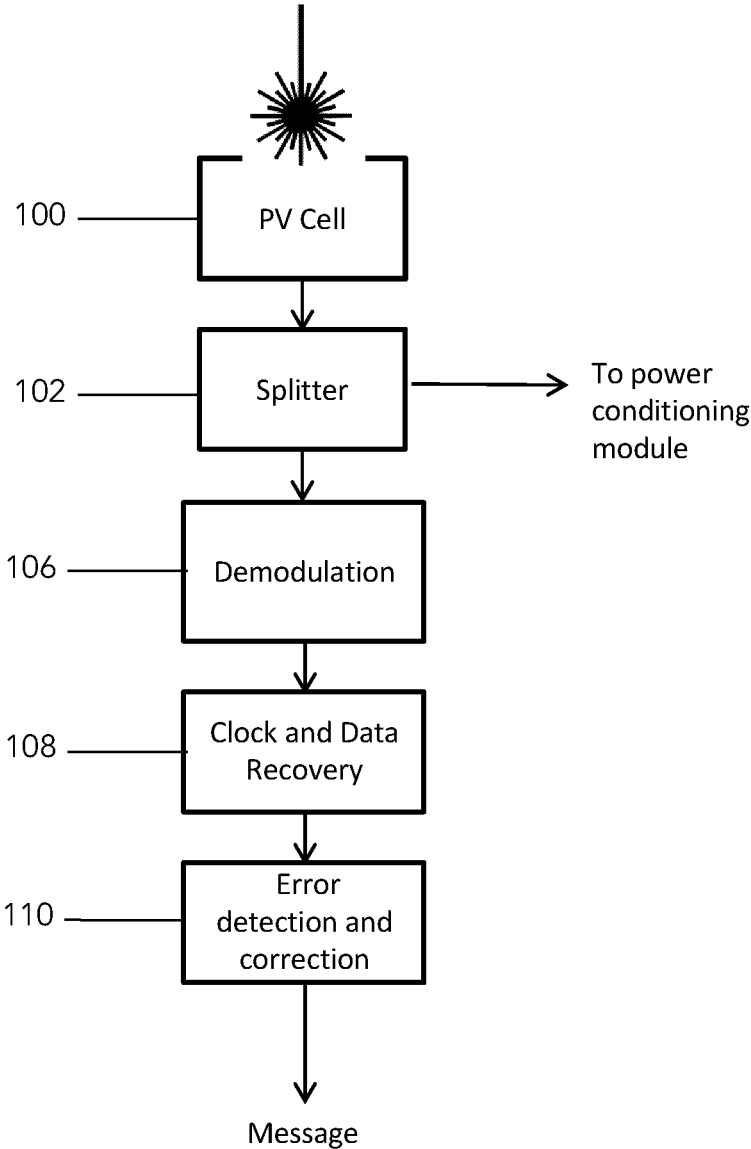 100
PV Cell
102
Splitter
To power
conditioning
module
106
Demodulation
108
Clock and Data
Recovery
110
Error
detection and
correction
Message